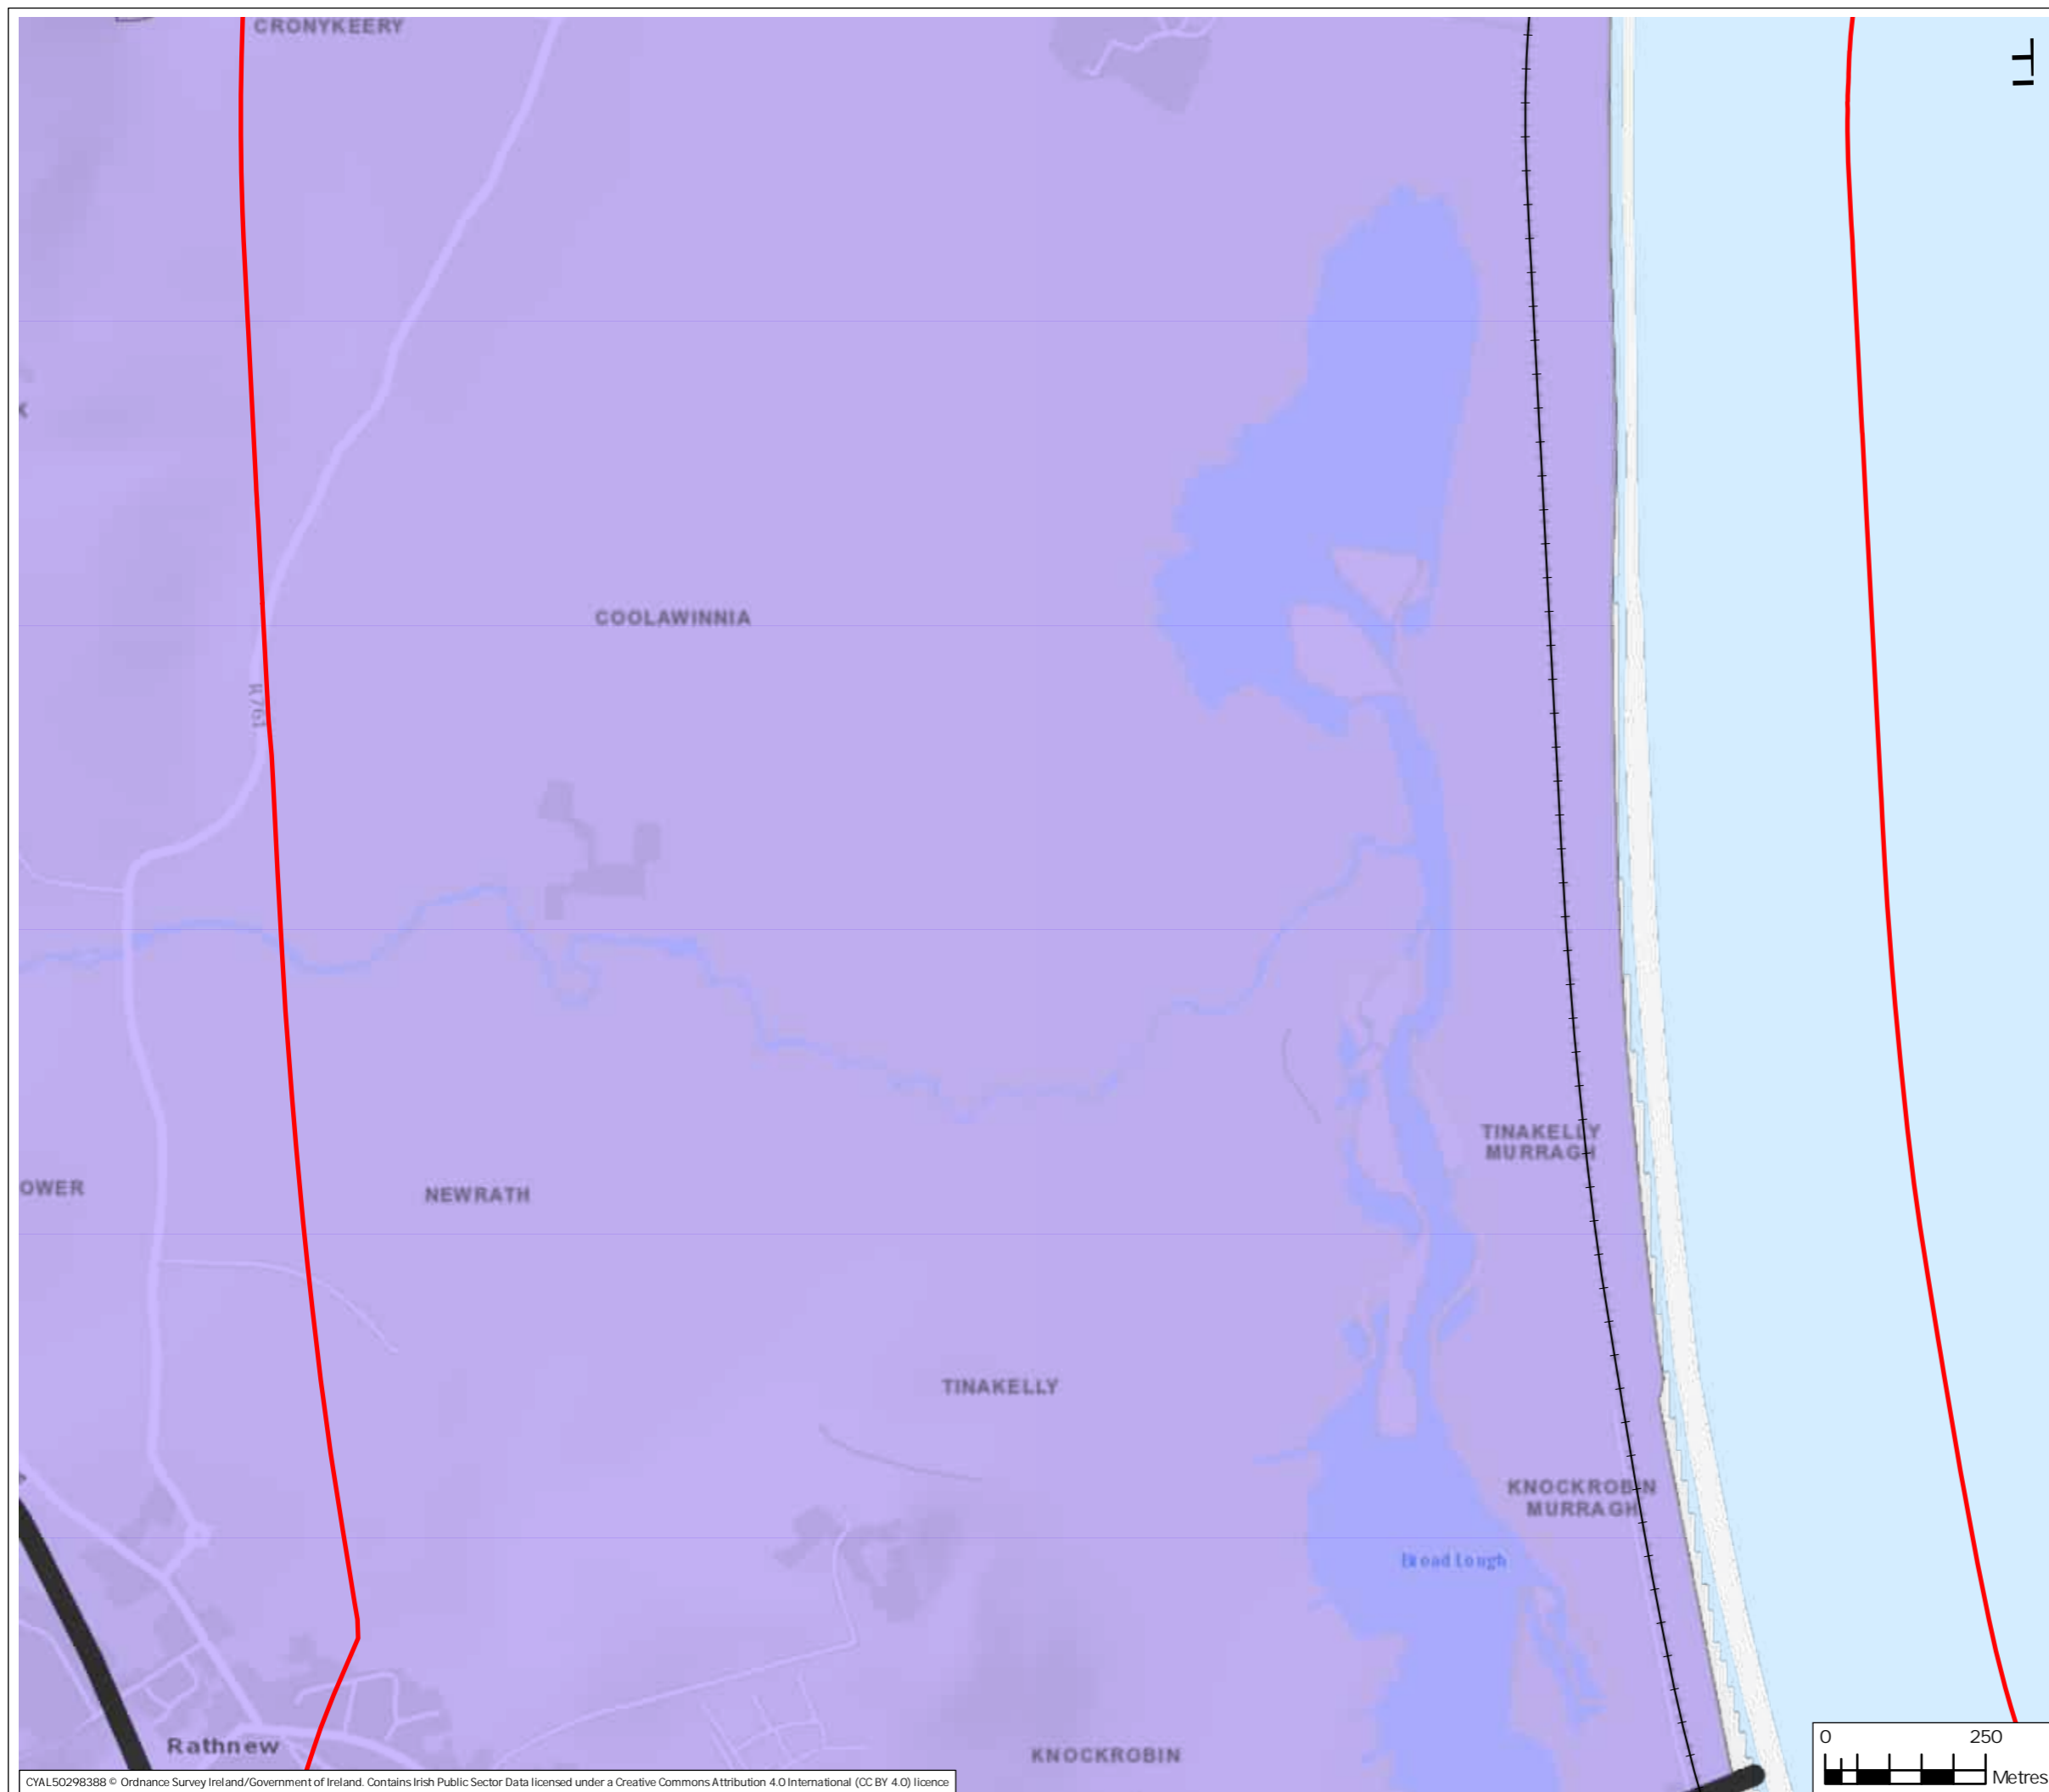 CRONYKEERY
COOLAWINNIA
R761
TINAKELLY
MURRAGH
OWER
NEWRATH
TINAKELLY
KNOCKROBIN
MURRAGH
Broad Lough
Rathnew
KNOCKROBIN
0 250
Metres
CYAL50298388 © Ordnance Survey Ireland/Government of Ireland. Contains Irish Public Sector Data licensed under a Creative Commons Attribution 4.0 International (CC BY 4.0) licence